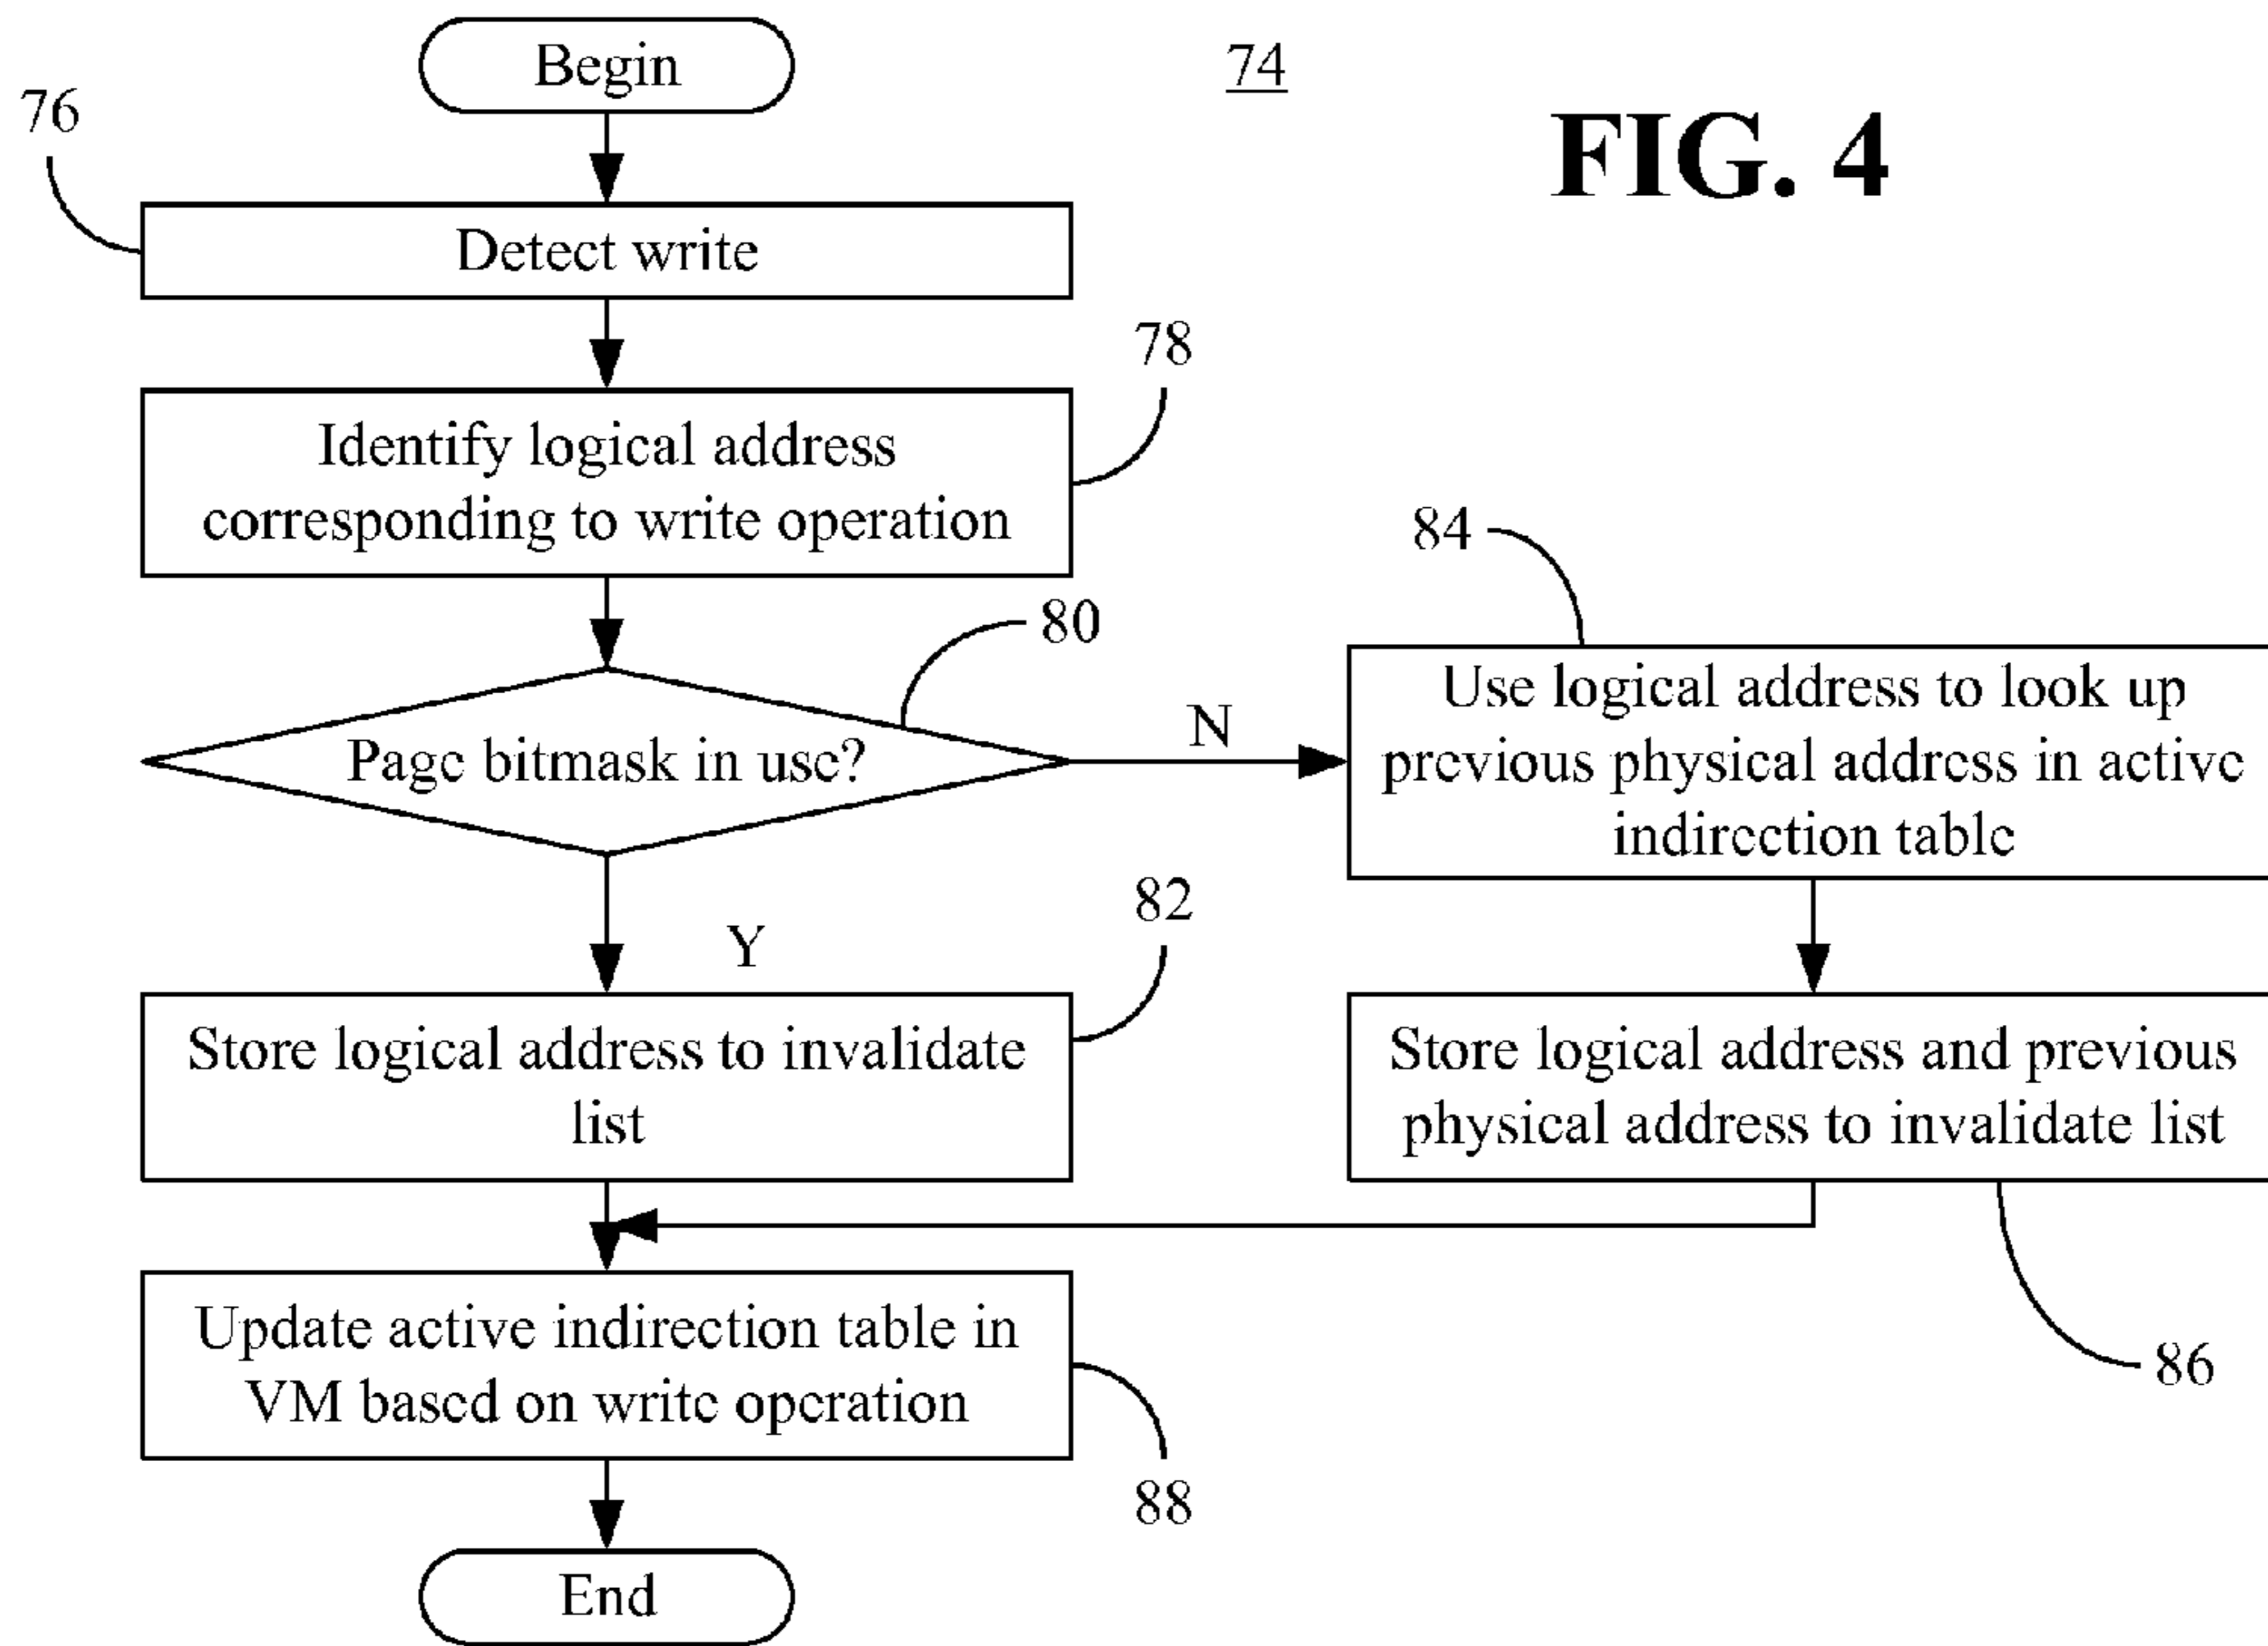 Begin
74
FIG. 4
76
Detect write
78
Identify logical address
corresponding to write operation
80
Page bitmask in use?
N
84
Use logical address to look up
previous physical address in active
indirection table
Y
82
Store logical address to invalidate
list
Store logical address and previous
physical address to invalidate list
86
Update active indirection table in
VM based on write operation
88
End